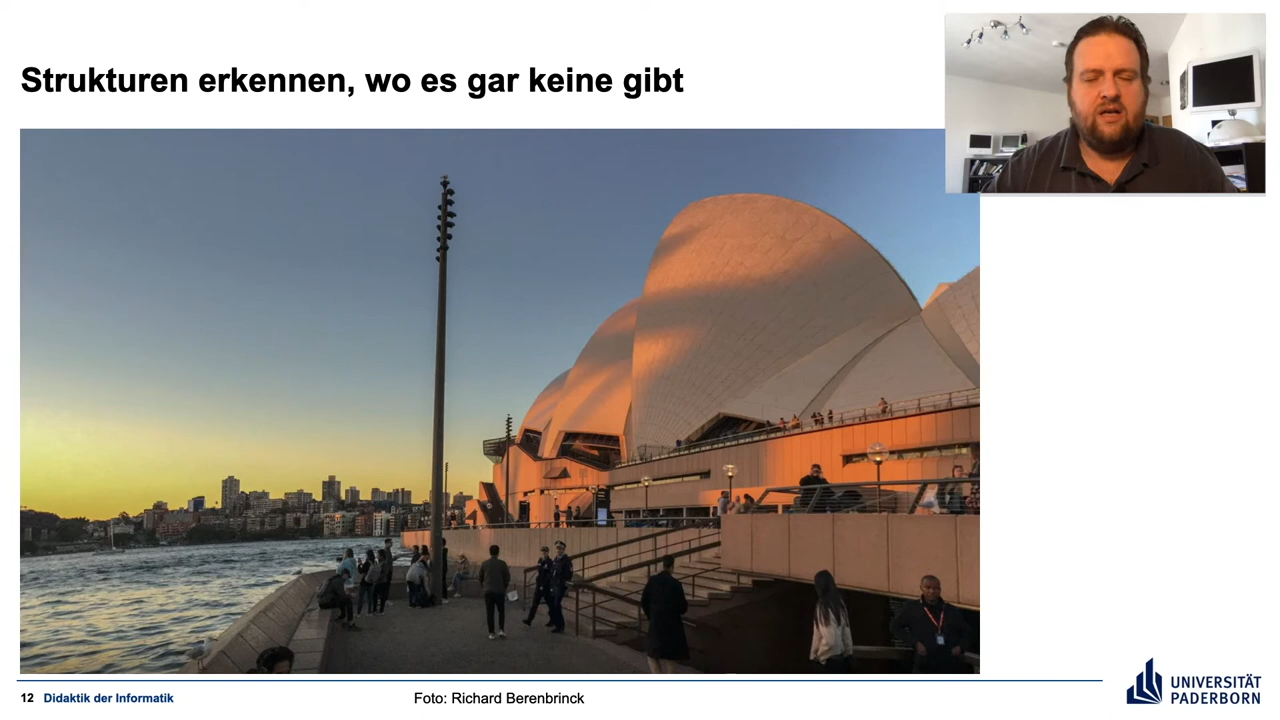 Strukturen erkennen, wo es gar keine gibt
12 Didaktik der Informatik
Foto: Richard Berenbrinck
UNIVERSITÄT
PADERBORN